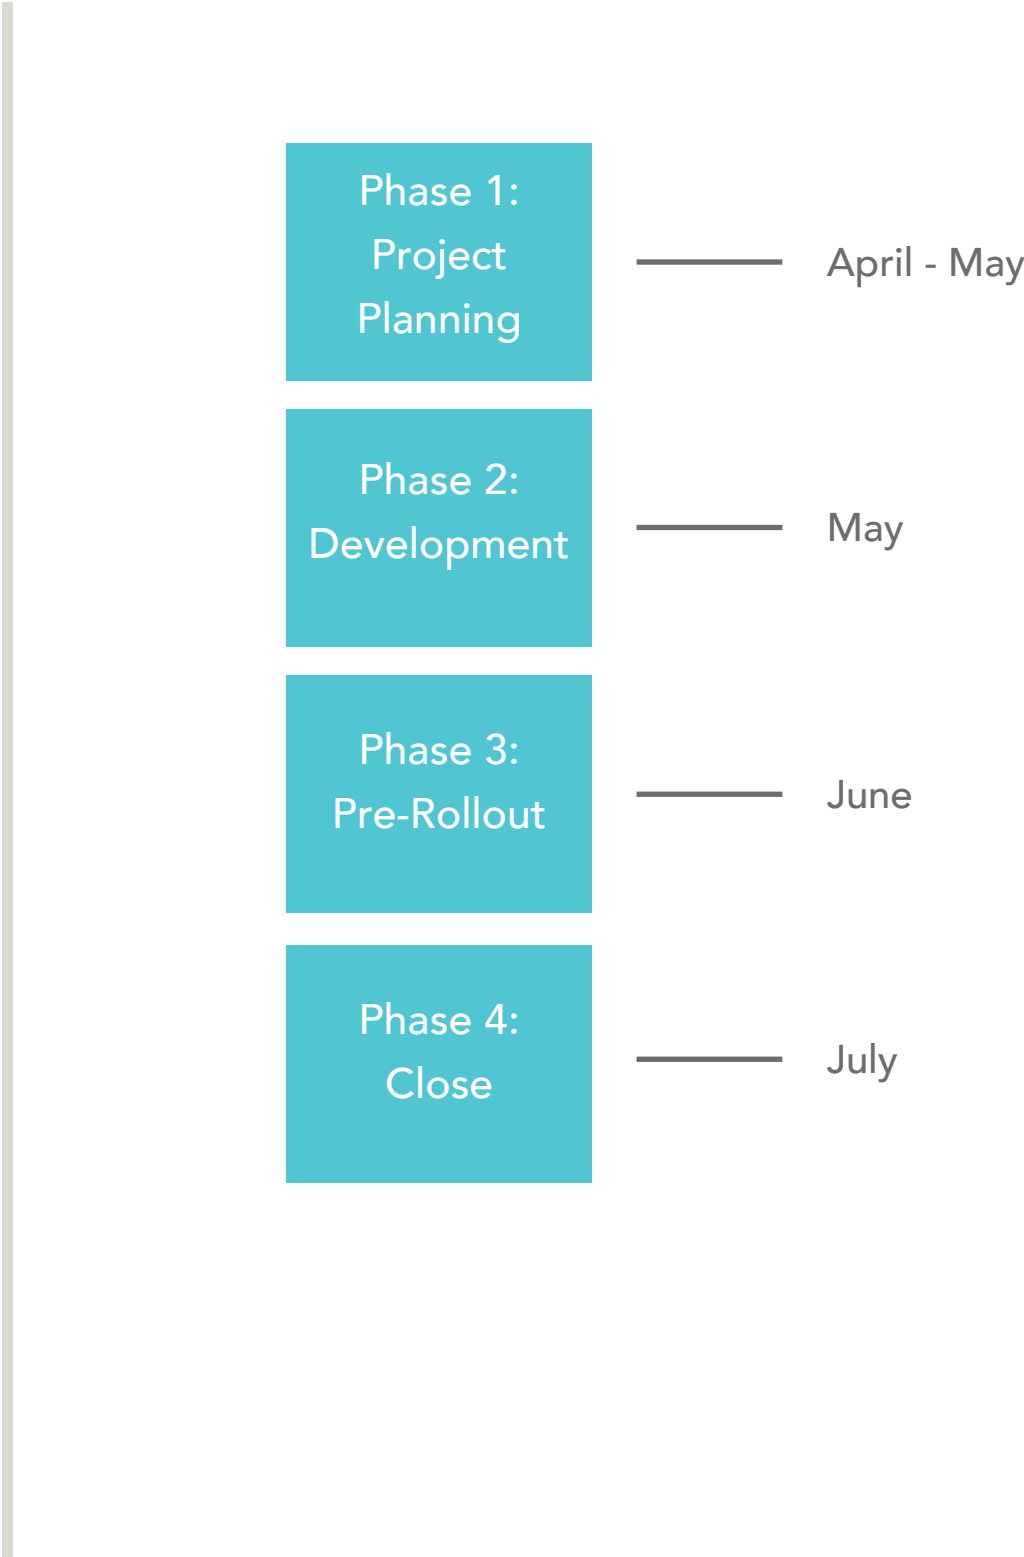 Phase 1:
Project
Planning
April - May
Phase 2:
Development
May
Phase 3:
Pre-Rollout
June
Phase 4:
Close
July